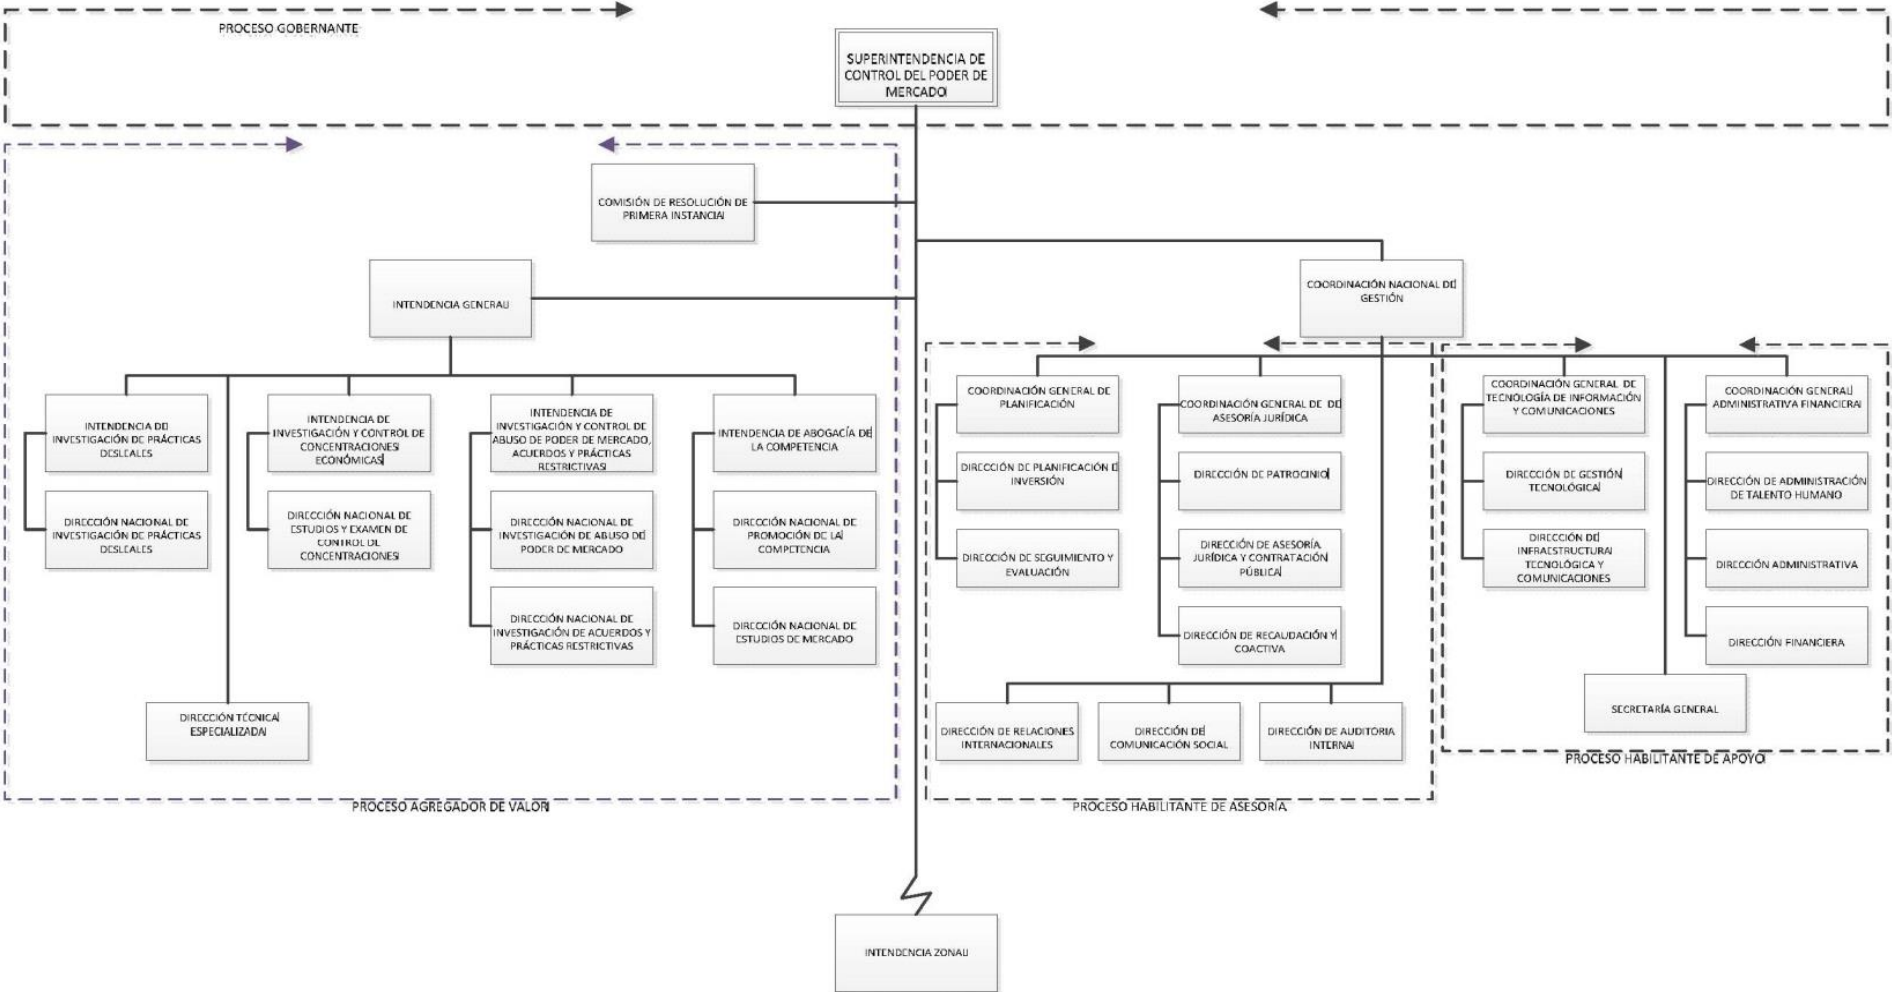 PROCESO GOBERNANTE
SUPERINTENDENCIA DE
CONTROL DEL PODER DE
MERCADO
COMISIÓN DE RESOLUCIÓN DE
PRIMERA INSTANCIA
INTENDENCIA GENERAL
COORDINACIÓN NACIONAL DE
GESTIÓN
INTENDENCIA DE
INVESTIGACIÓN DE PRÁCTICAS
DESLEALES
DIRECCIÓN NACIONAL DE
INVESTIGACIÓN DE PRÁCTICAS
DESLEALES
INTENDENCIA DE
INVESTIGACIÓN Y CONTROL DE
CONCENTRACIONES
ECONÓMICAS
DIRECCIÓN NACIONAL DE
ESTUDIOS Y EXAMEN DE
CONTROL DE
CONCENTRACIONES
INTENDENCIA DE
INVESTIGACIÓN Y CONTROL DE
ABUSO DE PODER DE MERCADO,
ACUERDOS Y PRÁCTICAS
RESTRICTIVAS
DIRECCIÓN NACIONAL DE
INVESTIGACIÓN DE ABUSO DE
PODER DE MERCADO
DIRECCIÓN NACIONAL DE
INVESTIGACIÓN DE ACUERDOS Y
PRÁCTICAS RESTRICTIVAS
INTENDENCIA DE ABOGACÍA DE
LA COMPETENCIA
DIRECCIÓN NACIONAL DE
PROMOCIÓN DE LA
COMPETENCIA
DIRECCIÓN NACIONAL DE
ESTUDIOS DE MERCADO
DIRECCIÓN TÉCNICA
ESPECIALIZADA
PROCESO AGREGADOR DE VALOR
COORDINACIÓN GENERAL DE
PLANIFICACIÓN
DIRECCIÓN DE PLANIFICACIÓN E
INVERSIÓN
DIRECCIÓN DE SEGUIMIENTO Y
EVALUACIÓN
COORDINACIÓN GENERAL DE DE
ASESORÍA JURÍDICA
DIRECCIÓN DE PATROCINIO
DIRECCIÓN DE ASESORÍA
JURÍDICA Y CONTRATACIÓN
PÚBLICA
DIRECCIÓN DE RECAUDACIÓN Y
COACTIVA
DIRECCIÓN DE RELACIONES
INTERNACIONALES
DIRECCIÓN DE
COMUNICACIÓN SOCIAL
DIRECCIÓN DE AUDITORIA
INTERNA
PROCESO HABILITANTE DE ASESORÍA
COORDINACIÓN GENERAL DE
TECNOLOGÍA DE INFORMACIÓN
Y COMUNICACIONES
DIRECCIÓN DE GESTIÓN
TECNOLÓGICA
DIRECCIÓN DE
INFRAESTRUCTURA
TECNOLÓGICA Y
COMUNICACIONES
COORDINACIÓN GENERAL
ADMINISTRATIVA FINANCIERA
DIRECCIÓN DE ADMINISTRACIÓN
DE TALENTO HUMANO
DIRECCIÓN ADMINISTRATIVA
DIRECCIÓN FINANCIERA
SECRETARÍA GENERAL
PROCESO HABILITANTE DE APOYO
INTENDENCIA ZONAL